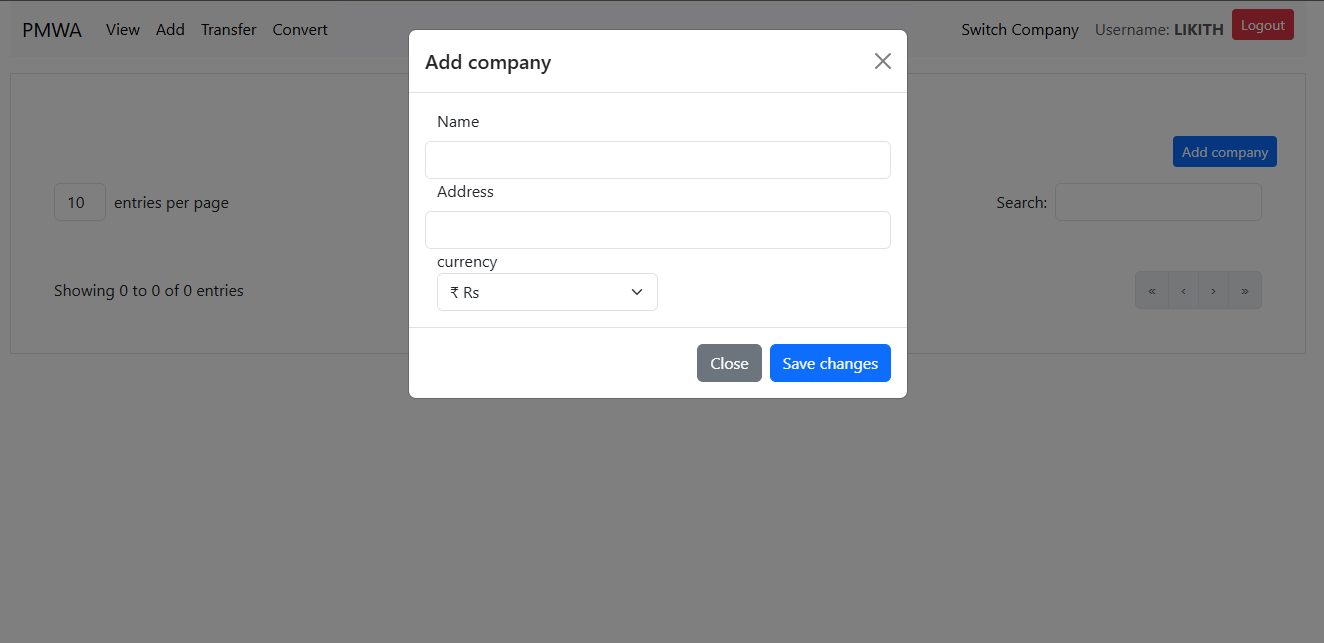 PMWA View Add Transfer Convert Switch Company Username: LIKITH Logout
Add company
Name
Add company
10 entries per page Search:
Address
currency
₹ Rs
Showing 0 to 0 of 0 entries « ‹ › »
Close Save changes